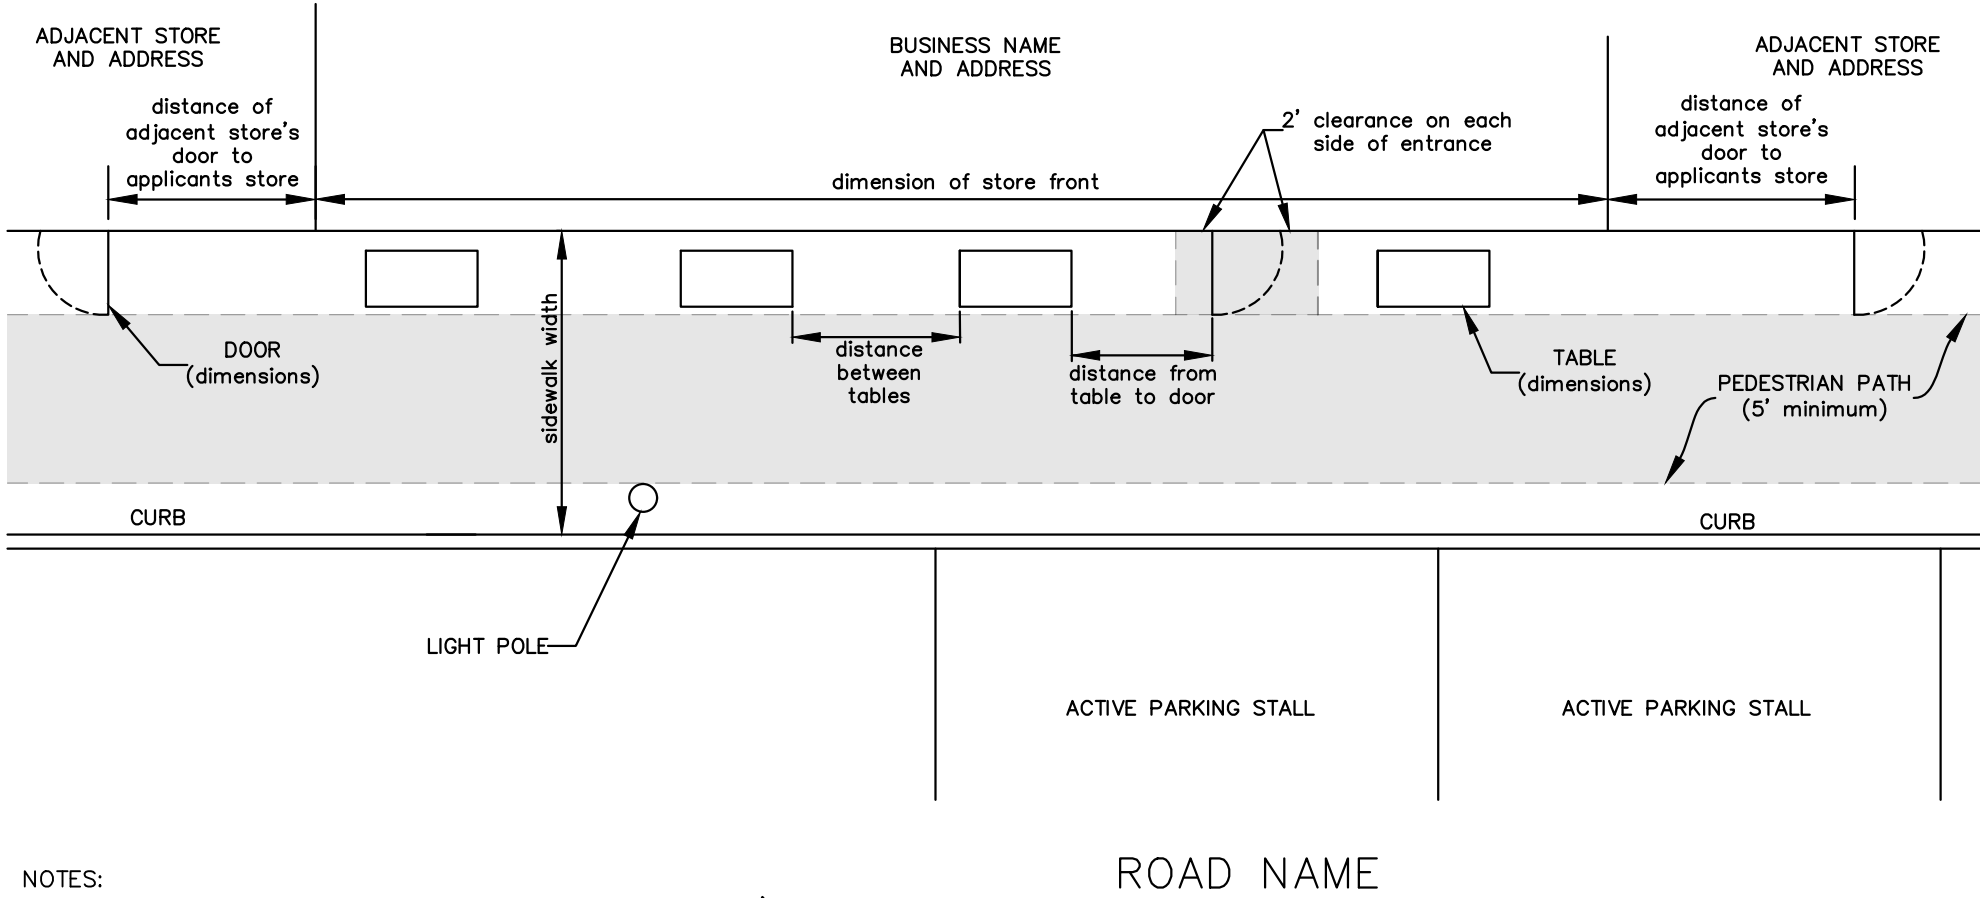 ADJACENT STORE
AND ADDRESS
BUSINESS NAME
AND ADDRESS
ADJACENT STORE
AND ADDRESS
distance of
adjacent store's
door to
applicants store
2' clearance on each
side of entrance
distance of
adjacent store's
door to
applicants store
dimension of store front
sidewalk width
DOOR
(dimensions)
distance
between
tables
distance from
table to door
TABLE
(dimensions)
PEDESTRIAN PATH
(5' minimum)
CURB
CURB
LIGHT POLE
ACTIVE PARKING STALL
ACTIVE PARKING STALL
ROAD NAME
NOTES: